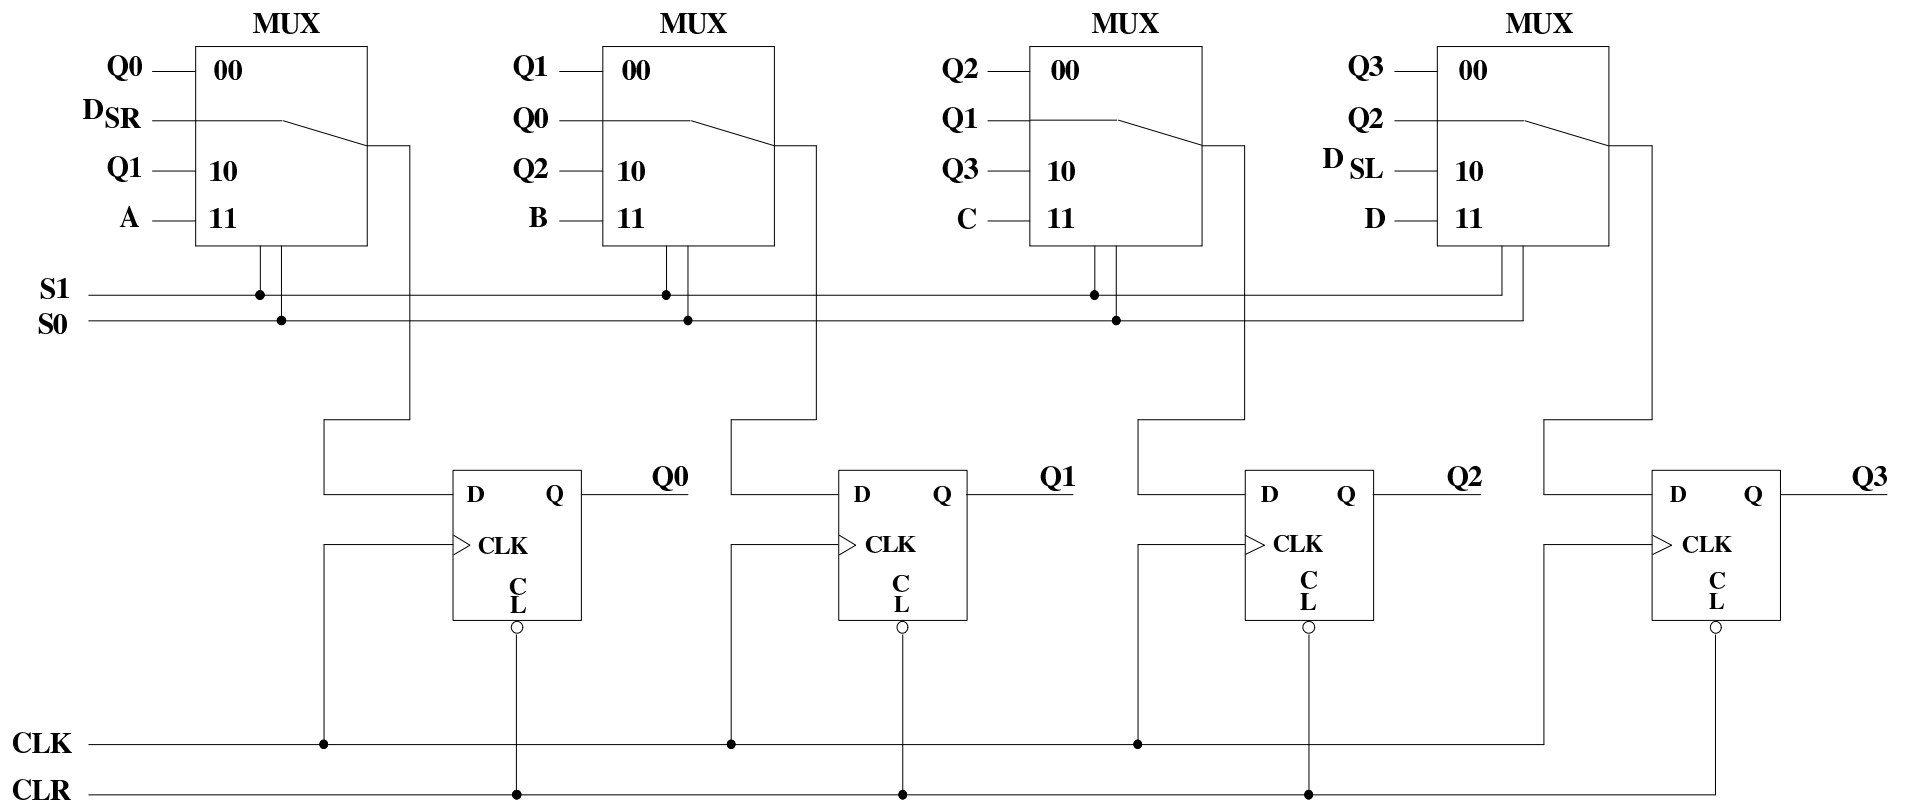 MUX MUX MUX MUX
Q0 00 Q1 00 Q2 00 Q3 00
DSR Q0 Q1 Q2
Q1 10 Q2 10 Q3 10 D SL 10
A 11 B 11 C 11 D 11
S1
S0
Q0 Q1 Q2 Q3
D Q D Q D Q D Q
CLK CLK CLK CLK
C C C C
L L L L
CLK
CLR